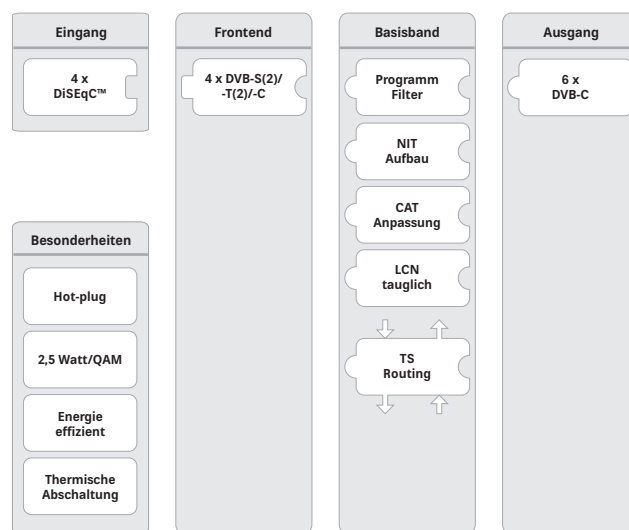 Eingang
4 x
DiSEqC™
Frontend
4 x DVB-S(2)/
-T(2)/-C
Basisband
Programm
Filter
NIT
Aufbau
CAT
Anpassung
LCN
tauglich
TS
Routing
Ausgang
6 x
DVB-C
Besonderheiten
Hot-plug
2,5 Watt/QAM
Energie
effizient
Thermische
Abschaltung